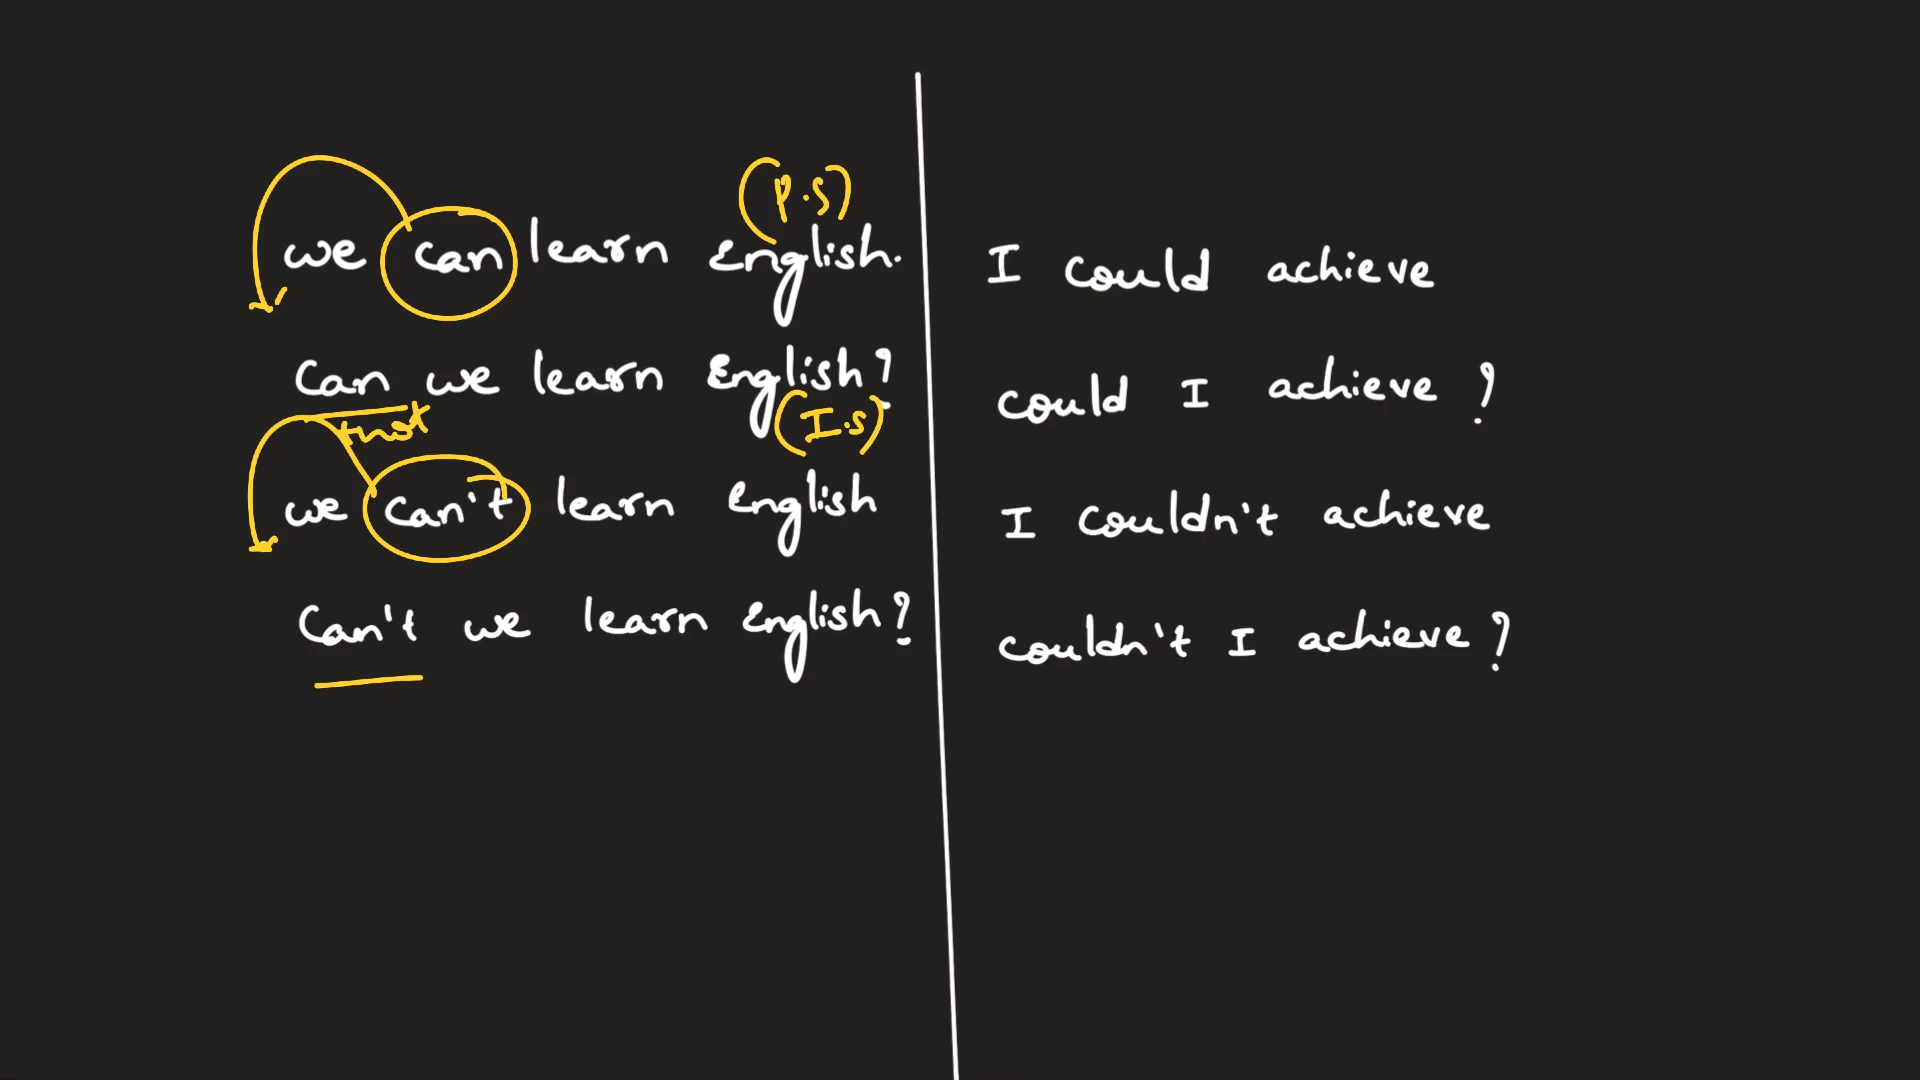 (P.S)
we can learn English.
Can we learn English?
+not (I.S)
we can't learn English
Can't we learn English?
I could achieve
could I achieve ?
I couldn't achieve
couldn't I achieve ?